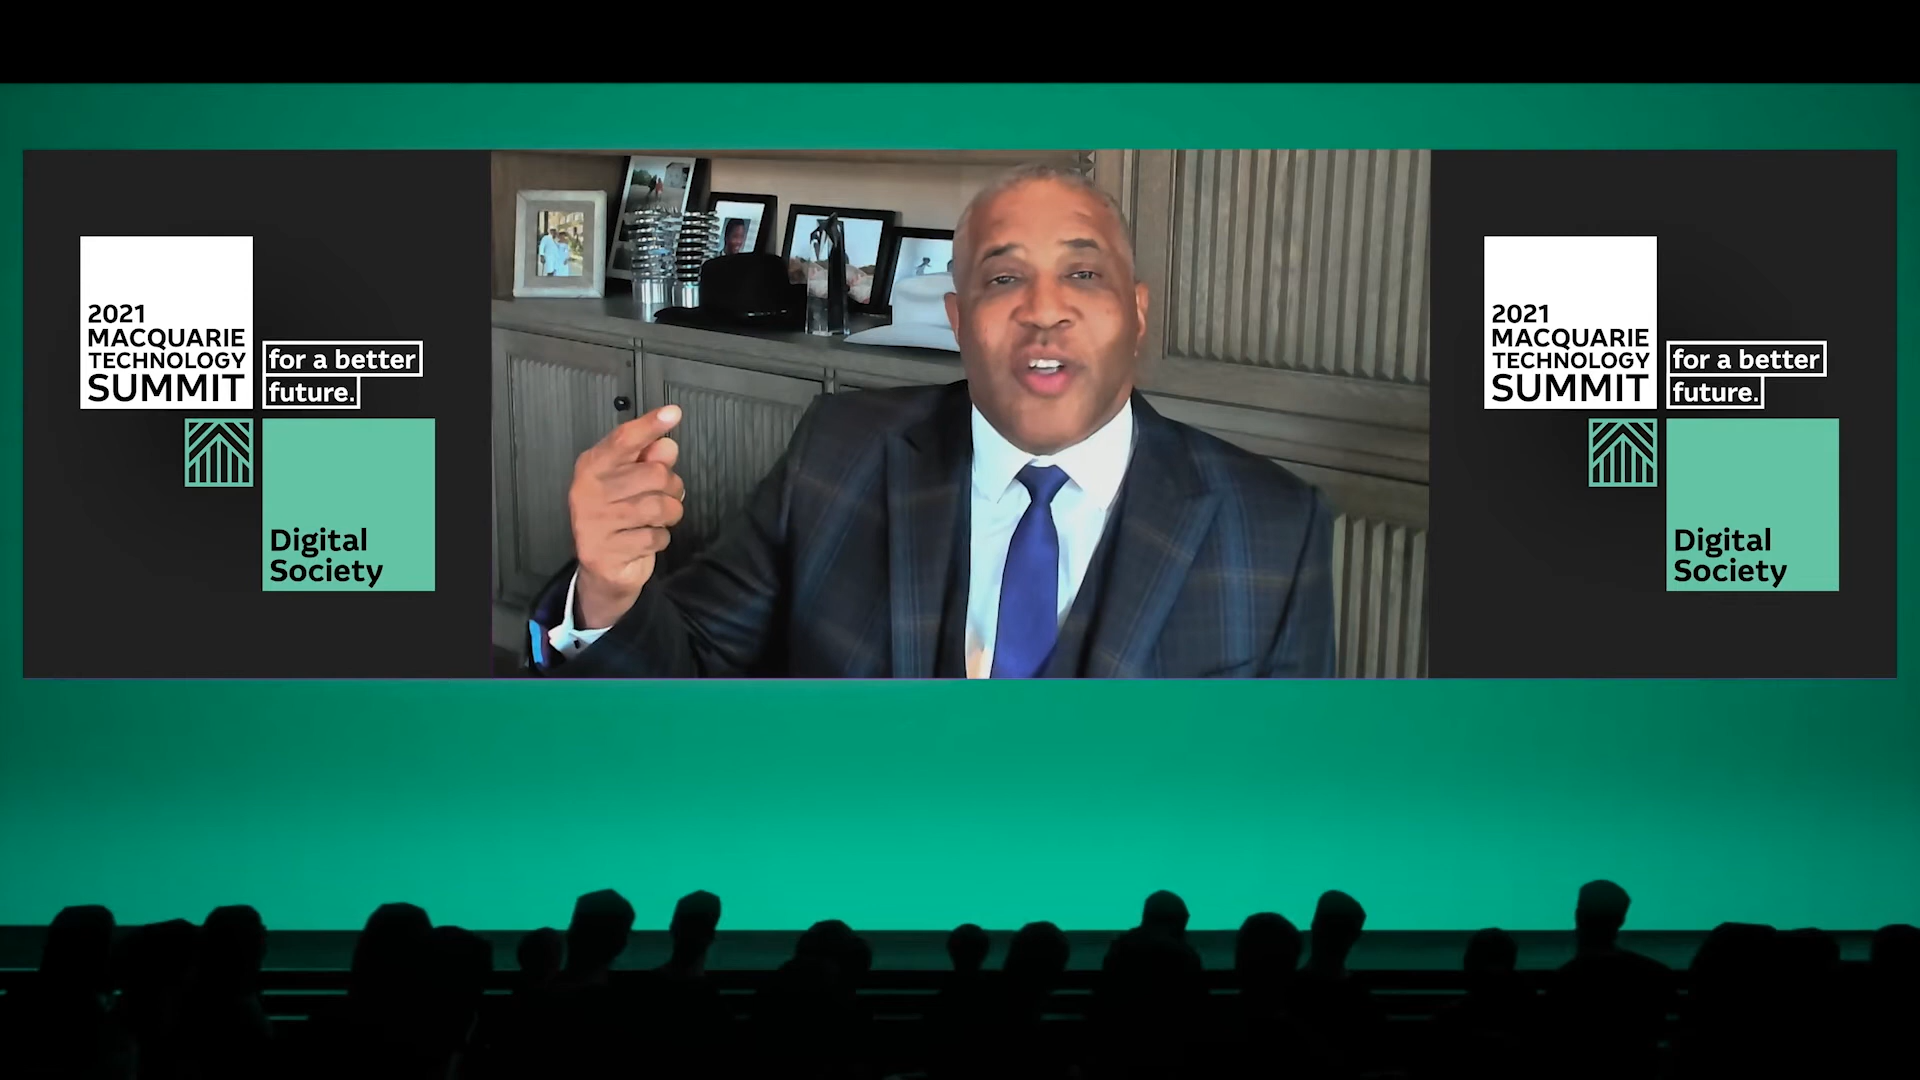 2021
MACQUARIE
TECHNOLOGY
SUMMIT
for a better
future.
Digital
Society
2021
MACQUARIE
TECHNOLOGY
SUMMIT
for a better
future.
Digital
Society